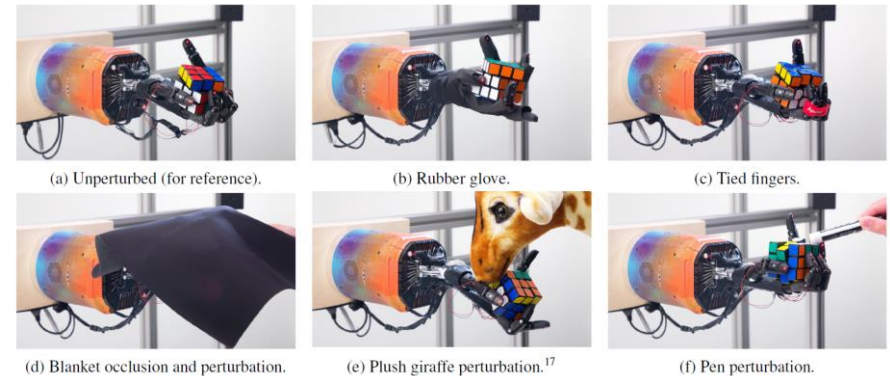 (a) Unperturbed (for reference).
(b) Rubber glove.
(c) Tied fingers.
(d) Blanket occlusion and perturbation.
(e) Plush giraffe perturbation.17
(f) Pen perturbation.